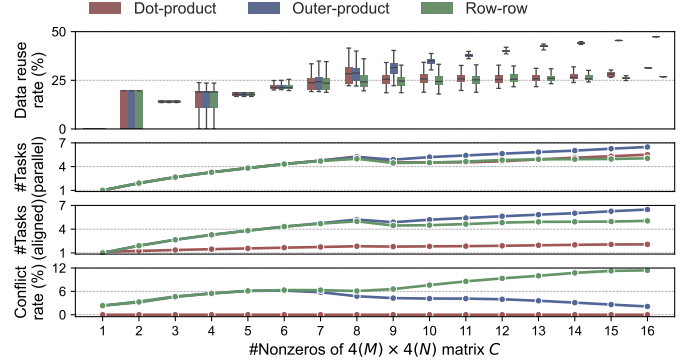 Dot-product Outer-product Row-row
Data reuse
rate (%)
50
25
0
#Tasks
(parallel)
7
4
1
#Tasks
(aligned)
7
4
1
Conflict
rate (%)
12
6
0
1 2 3 4 5 6 7 8 9 10 11 12 13 14 15 16
#Nonzeros of 4(M) × 4(N) matrix C